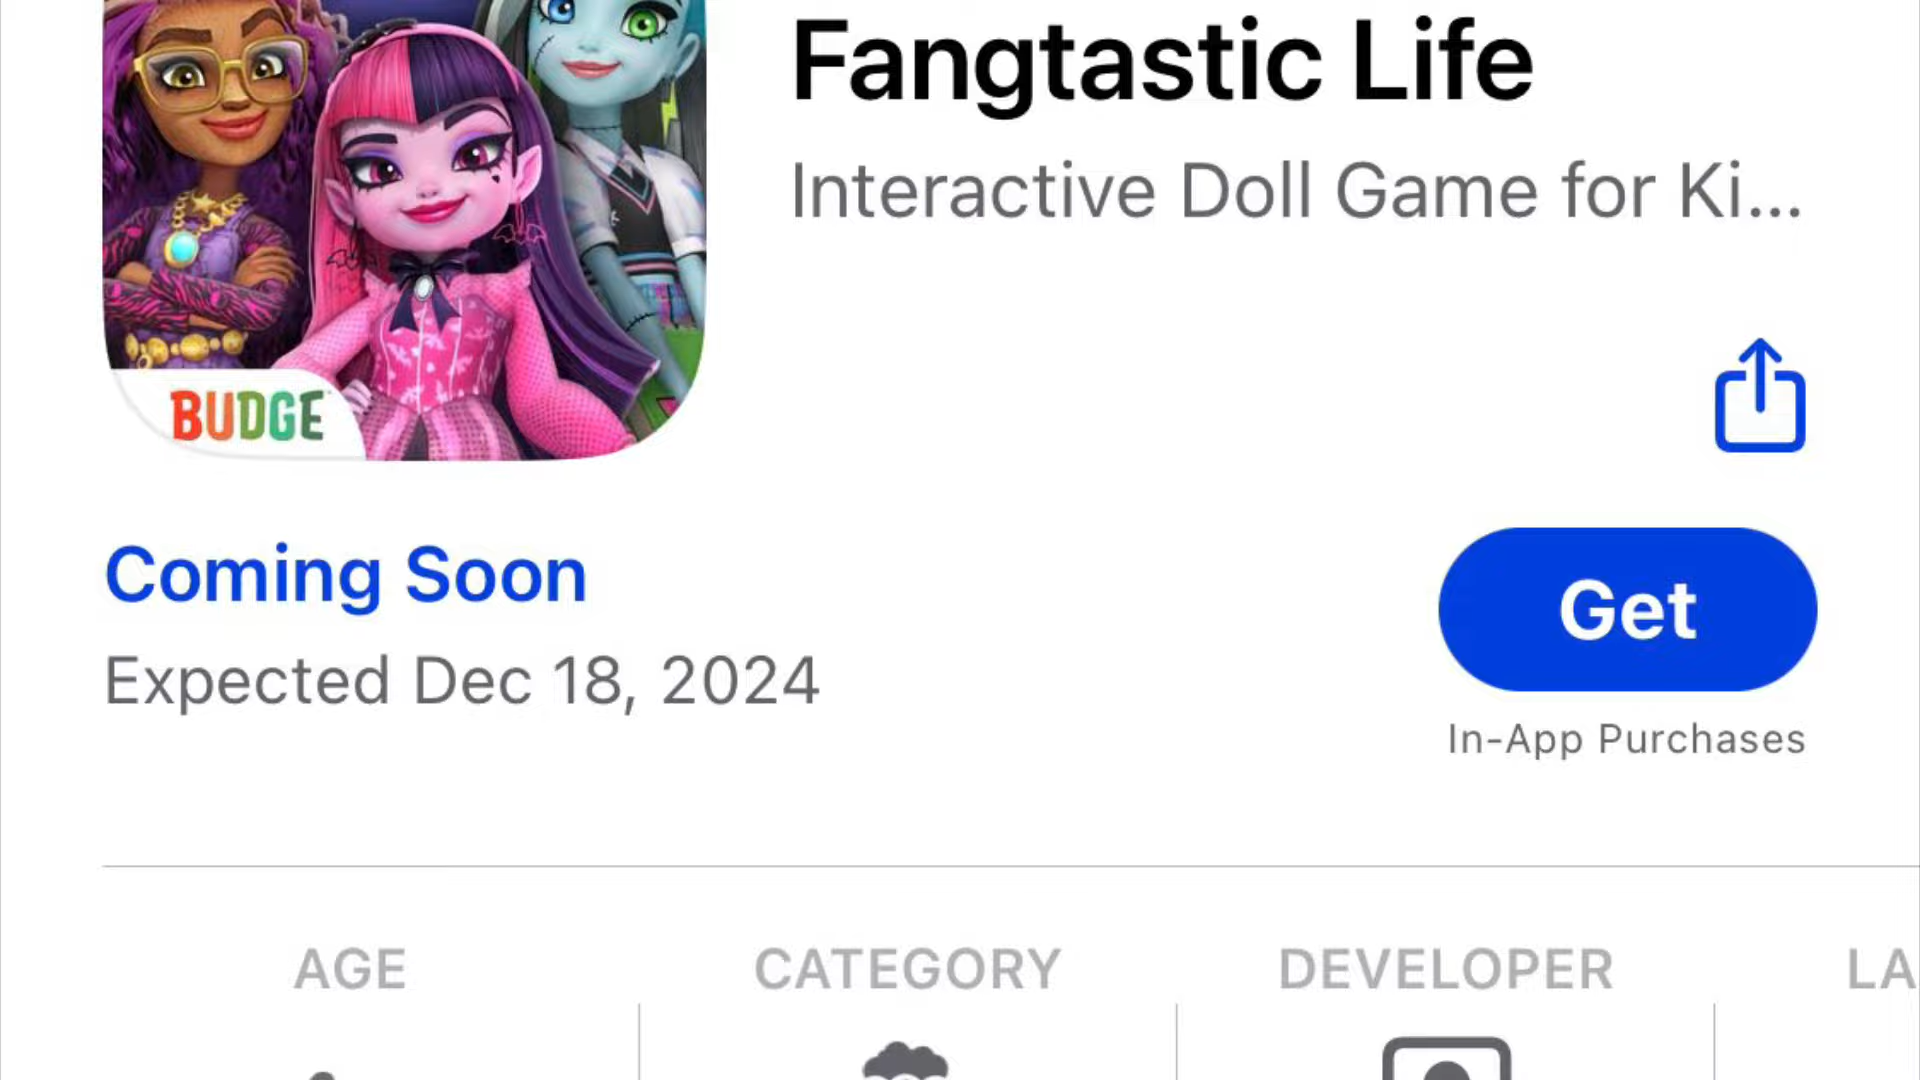 Fangtastic Life
Interactive Doll Game for Ki...
BUDGE
Coming Soon
Get
Expected Dec 18, 2024
In-App Purchases
AGE
CATEGORY
DEVELOPER
LA